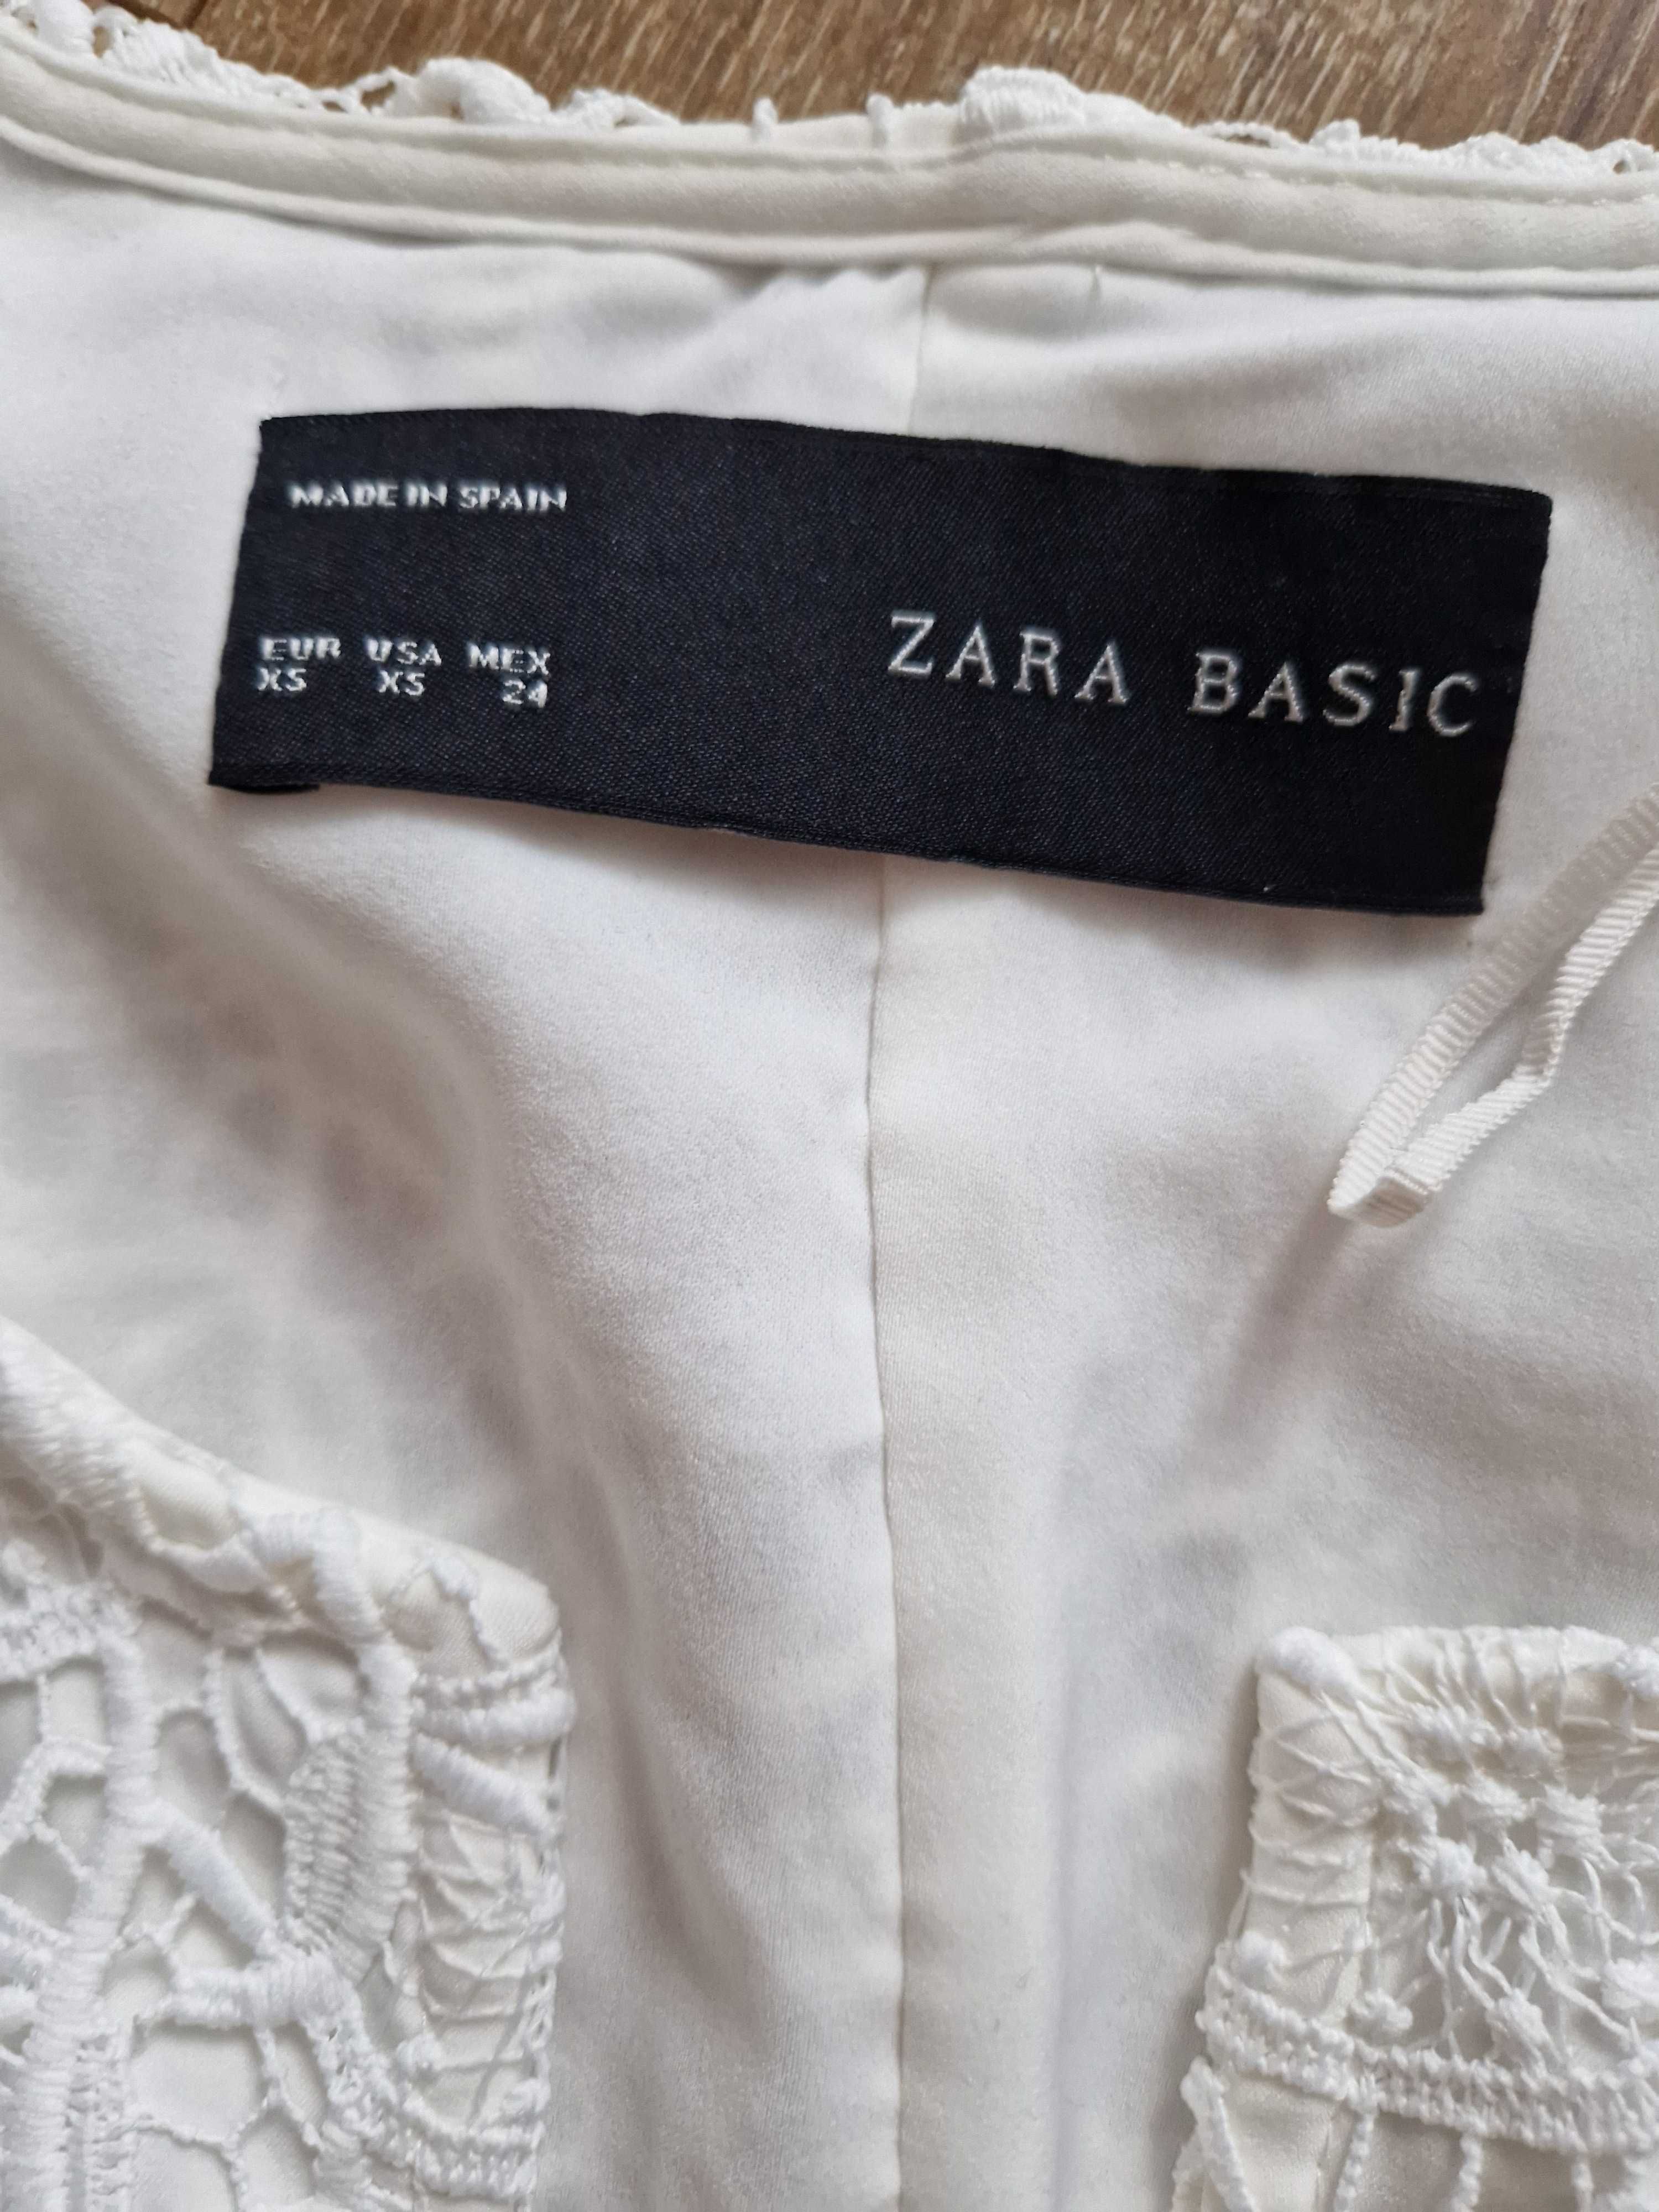 MADE IN SPAIN
EUR USA MEX
XS XS 24
ZARA BASIC